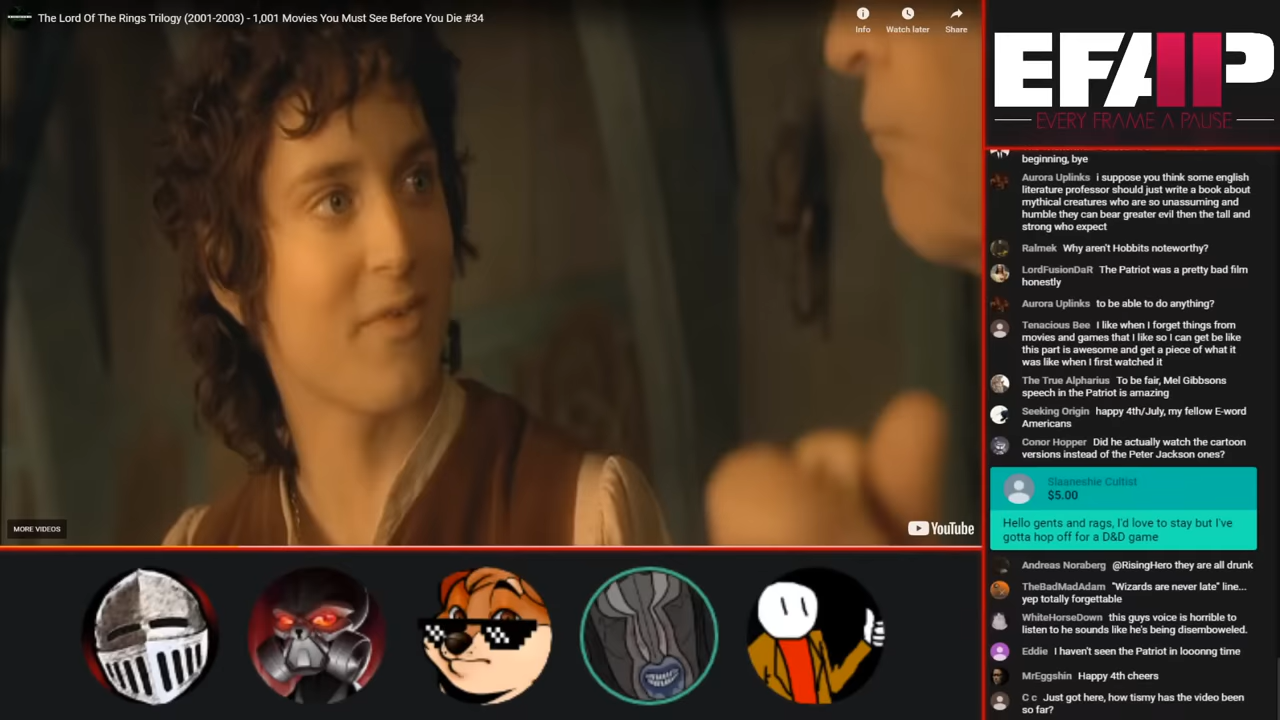 The Lord Of The Rings Trilogy (2001-2003) - 1,001 Movies You Must See Before You Die #34
Info
Watch later
Share
MORE VIDEOS
YouTube
EFAP
EVERY FRAME A PAUSE
beginning, bye
Aurora Uplinks i suppose you think some english
literature professor should just write a book about
mythical creatures who are so unassuming and
humble they can bear greater evil then the tall and
strong who expect
Ralmek Why aren't Hobbits noteworthy?
LordFusionDaR The Patriot was a pretty bad film
honestly
Aurora Uplinks to be able to do anything?
Tenacious Bee I like when I forget things from
movies and games that I like so I can get be like
this part is awesome and get a piece of what it
was like when I first watched it
The True Alpharius To be fair, Mel Gibbsons
speech in the Patriot is amazing
Seeking Origin happy 4th/July, my fellow E-word
Americans
Conor Hopper Did he actually watch the cartoon
versions instead of the Peter Jackson ones?
Slauneshie Cultist
$5.00
Hello gents and rags, I'd love to stay but I've
gotta hop off for a D&D game
Andreas Noraberg @RisingHero they are all drunk
TheBadMadAdam "Wizards are never late" line...
yep totally forgettable
WhiteHorseDown this guys voice is horrible to
listen to he sounds like he's being disemboweled.
Eddie I haven't seen the Patriot in looonng time
MrEggshin Happy 4th cheers
C c Just got here, how tismy has the video been
so far?